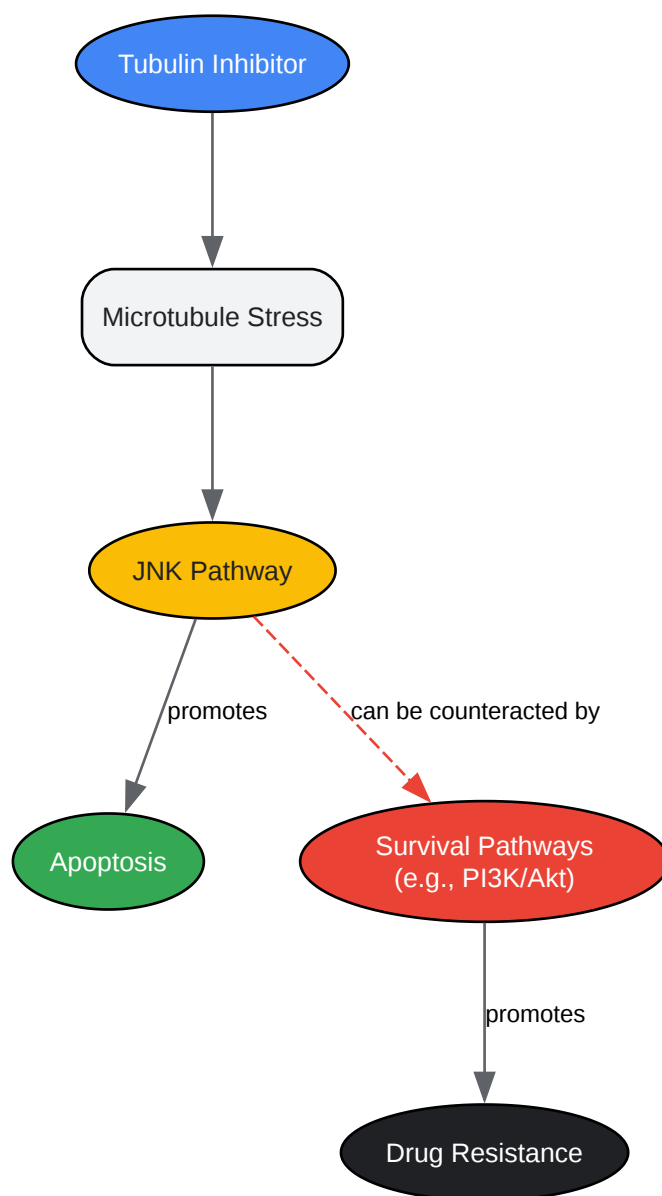 Tubulin Inhibitor
Microtubule Stress
JNK Pathway
promotes
can be counteracted by
Apoptosis
Survival Pathways
(e.g., PI3K/Akt)
promotes
Drug Resistance